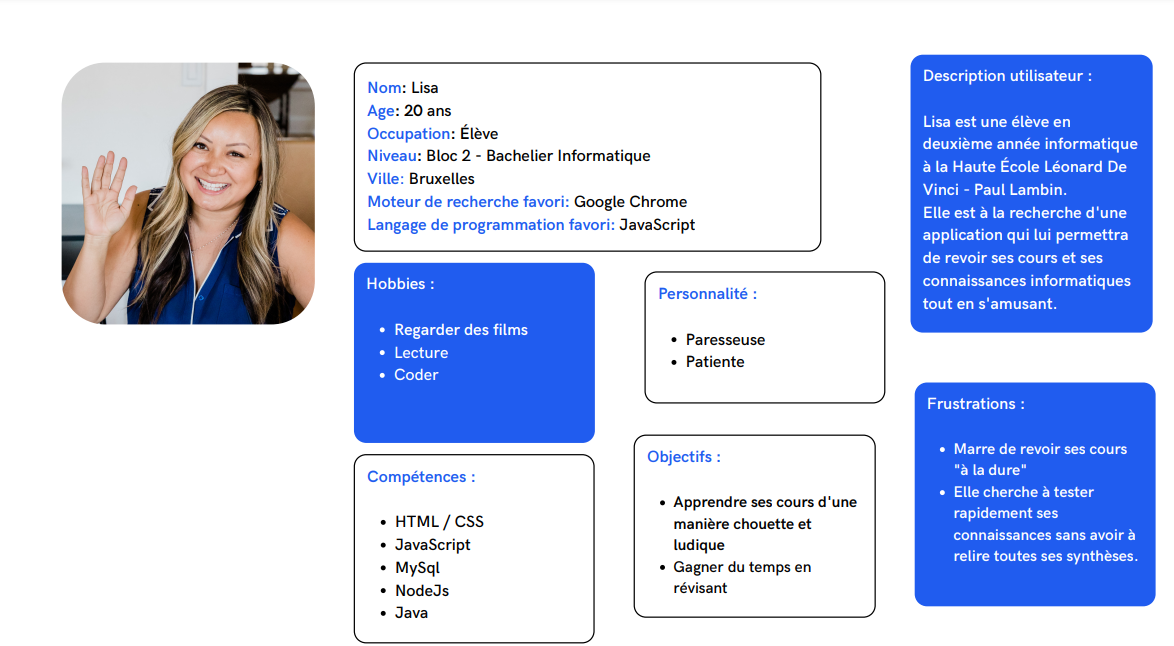 Nom: Lisa
Age: 20 ans
Occupation: Élève
Niveau: Bloc 2 - Bachelier Informatique
Ville: Bruxelles
Moteur de recherche favori: Google Chrome
Langage de programmation favori: JavaScript
Description utilisateur :
Lisa est une élève en
deuxième année informatique
à la Haute École Léonard De
Vinci - Paul Lambin.
Elle est à la recherche d'une
application qui lui permettra
de revoir ses cours et ses
connaissances informatiques
tout en s'amusant.
Hobbies :
• Regarder des films
• Lecture
• Coder
Personnalité :
• Paresseuse
• Patiente
Frustrations :
• Marre de revoir ses cours
"à la dure"
• Elle cherche à tester
rapidement ses
connaissances sans avoir à
relire toutes ses synthèses.
Compétences :
• HTML / CSS
• JavaScript
• MySql
• NodeJs
• Java
Objectifs :
• Apprendre ses cours d'une
manière chouette et
ludique
• Gagner du temps en
révisant